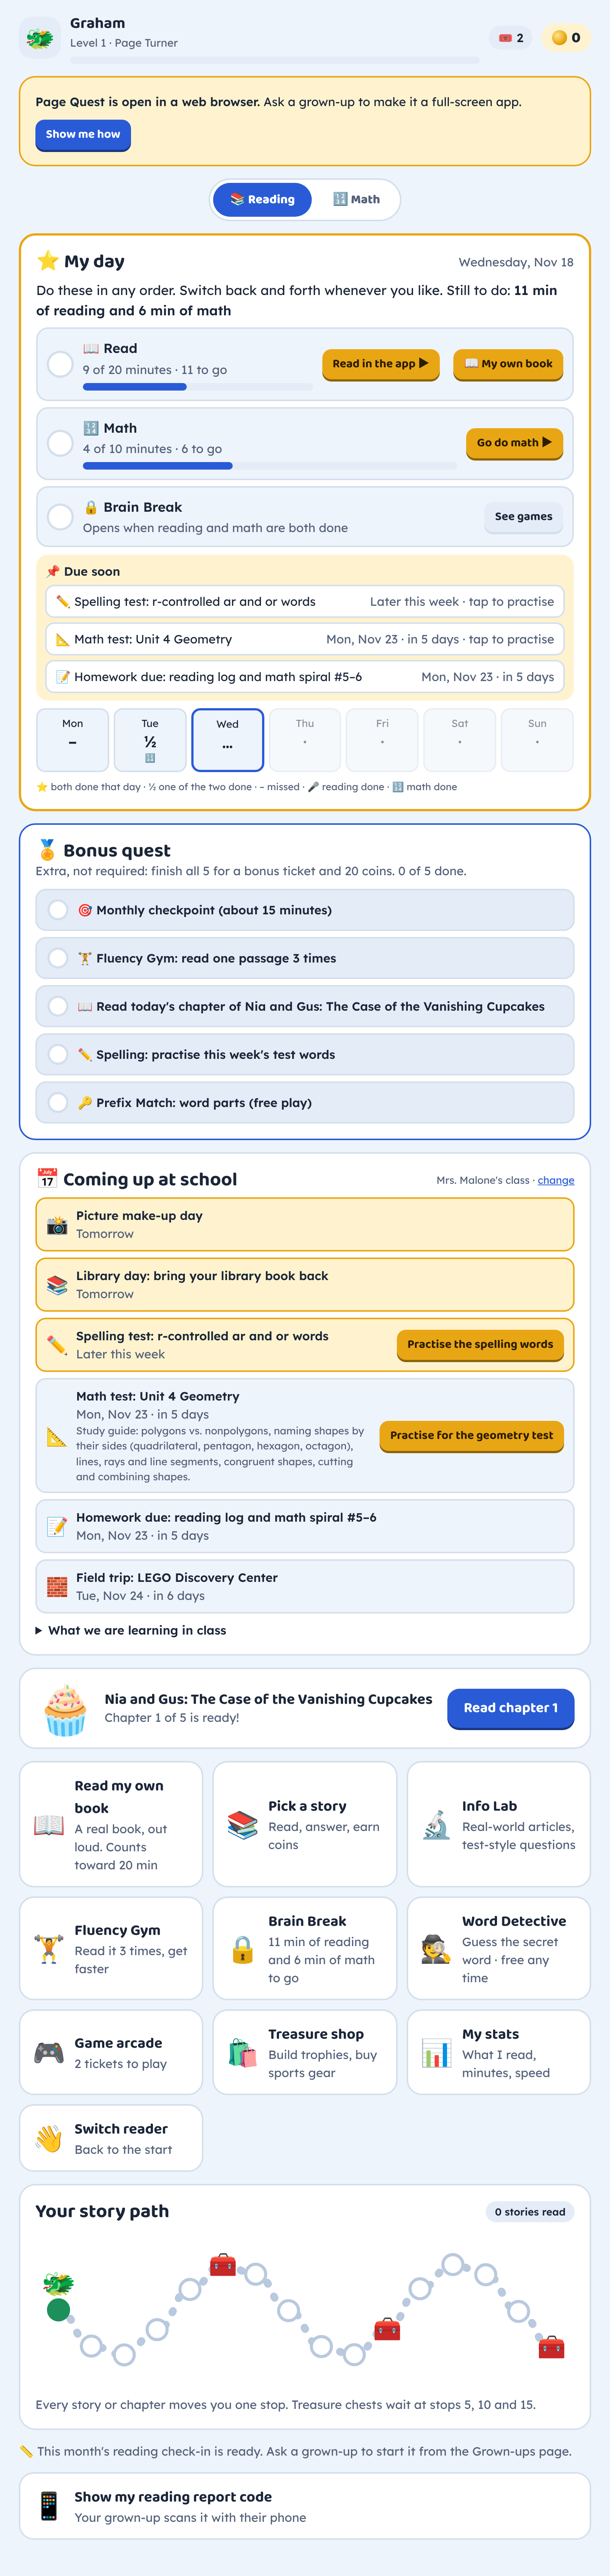 Graham
Level 1 · Page Turner
2
0
Page Quest is open in a web browser. Ask a grown-up to make it a full-screen app.
Show me how
Reading
Math
My day
Wednesday, Nov 18
Do these in any order. Switch back and forth whenever you like. Still to do: 11 min
of reading and 6 min of math
Read
9 of 20 minutes · 11 to go
Read in the app ▶
My own book
Math
4 of 10 minutes · 6 to go
Go do math ▶
Brain Break
Opens when reading and math are both done
See games
Due soon
Spelling test: r-controlled ar and or words
Later this week · tap to practise
Math test: Unit 4 Geometry
Mon, Nov 23 · in 5 days · tap to practise
Homework due: reading log and math spiral #5–6
Mon, Nov 23 · in 5 days
Mon
–
Tue
½
Wed
...
Thu
·
Fri
·
Sat
·
Sun
·
both done that day · ½ one of the two done · – missed · 🎤 reading done · 🔢 math done
Bonus quest
Extra, not required: finish all 5 for a bonus ticket and 20 coins. 0 of 5 done.
Monthly checkpoint (about 15 minutes)
Fluency Gym: read one passage 3 times
Read today's chapter of Nia and Gus: The Case of the Vanishing Cupcakes
Spelling: practise this week's test words
Prefix Match: word parts (free play)
Coming up at school
Mrs. Malone's class · change
Picture make-up day
Tomorrow
Library day: bring your library book back
Tomorrow
Spelling test: r-controlled ar and or words
Later this week
Practise the spelling words
Math test: Unit 4 Geometry
Mon, Nov 23 · in 5 days
Study guide: polygons vs. nonpolygons, naming shapes by
their sides (quadrilateral, pentagon, hexagon, octagon),
lines, rays and line segments, congruent shapes, cutting
and combining shapes.
Practise for the geometry test
Homework due: reading log and math spiral #5–6
Mon, Nov 23 · in 5 days
Field trip: LEGO Discovery Center
Tue, Nov 24 · in 6 days
▶ What we are learning in class
Nia and Gus: The Case of the Vanishing Cupcakes
Chapter 1 of 5 is ready!
Read chapter 1
Read my own
book
A real book, out
loud. Counts
toward 20 min
Pick a story
Read, answer, earn
coins
Info Lab
Real-world articles,
test-style questions
Fluency Gym
Read it 3 times, get
faster
Brain Break
11 min of reading
and 6 min of math
to go
Word Detective
Guess the secret
word · free any
time
Game arcade
2 tickets to play
Treasure shop
Build trophies, buy
sports gear
My stats
What I read,
minutes, speed
Switch reader
Back to the start
Your story path
0 stories read
Every story or chapter moves you one stop. Treasure chests wait at stops 5, 10 and 15.
This month's reading check-in is ready. Ask a grown-up to start it from the Grown-ups page.
Show my reading report code
Your grown-up scans it with their phone